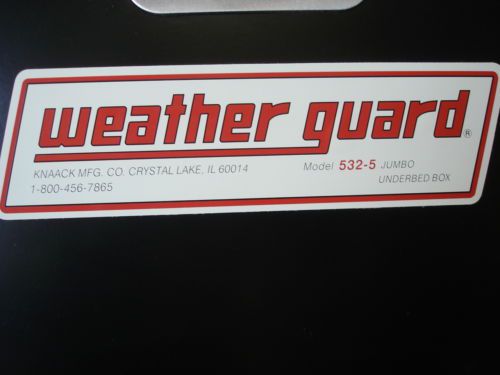 weather guard®
KNAACK MFG. CO. CRYSTAL LAKE, IL 60014 Model 532-5 JUMBO
1-800-456-7865 UNDERBED BOX